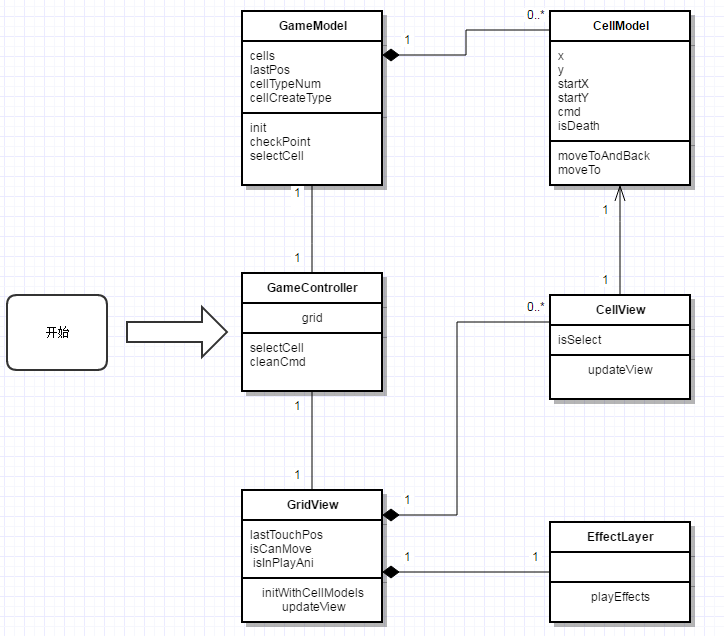 GameModel
cells
lastPos
cellTypeNum
cellCreateType
init
checkPoint
selectCell
1
0..*
CellModel
x
y
startX
startY
cmd
isDeath
moveToAndBack
moveTo
1
1
1
1
开始
GameController
grid
selectCell
cleanCmd
0..*
CellView
isSelect
updateView
1
1
GridView
lastTouchPos
isCanMove
isInPlayAni
initWithCellModels
updateView
1
1
1
EffectLayer
playEffects